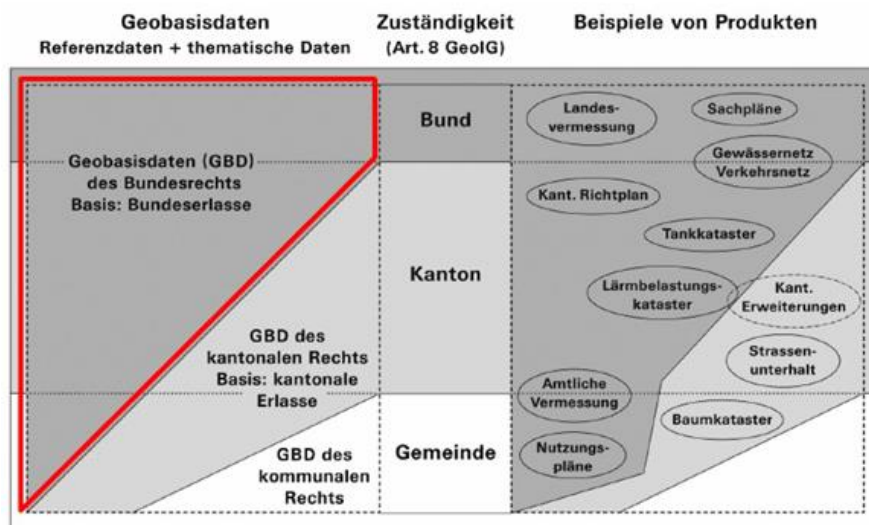 Geobasisdaten
Referenzdaten + thematische Daten
Zuständigkeit
(Art. 8 GeoIG)
Beispiele von Produkten
Geobasisdaten (GBD)
des Bundesrechts
Basis: Bundeserlasse
GBD des
kantonalen Rechts
Basis: kantonale
Erlasse
GBD des
kommunalen
Rechts
Bund
Kanton
Gemeinde
Landes-
vermessung
Sachpläne
Gewässernetz
Verkehrsnetz
Kant. Richtplan
Tankkataster
Lärmbelastungs-
kataster
Kant.
Erweiterungen
Strassen-
unterhalt
Amtliche
Vermessung
Baumkataster
Nutzungs-
pläne